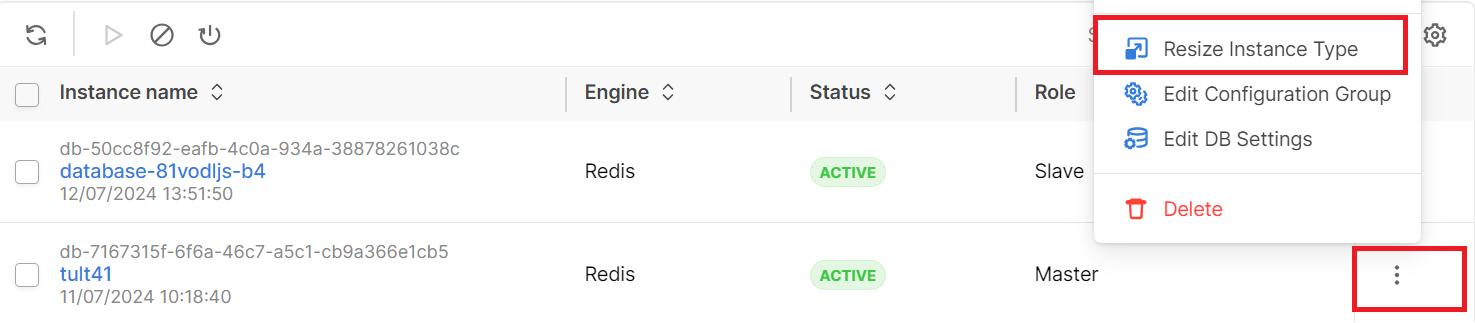 Resize Instance Type
Edit Configuration Group
Edit DB Settings
Delete
Instance name Engine Status Role
db-50cc8f92-eafb-4c0a-934a-38878261038c
database-81vodljs-b4 Redis ACTIVE Slave
12/07/2024 13:51:50
db-7167315f-6f6a-46c7-a5c1-cb9a366e1cb5
tult41 Redis ACTIVE Master
11/07/2024 10:18:40